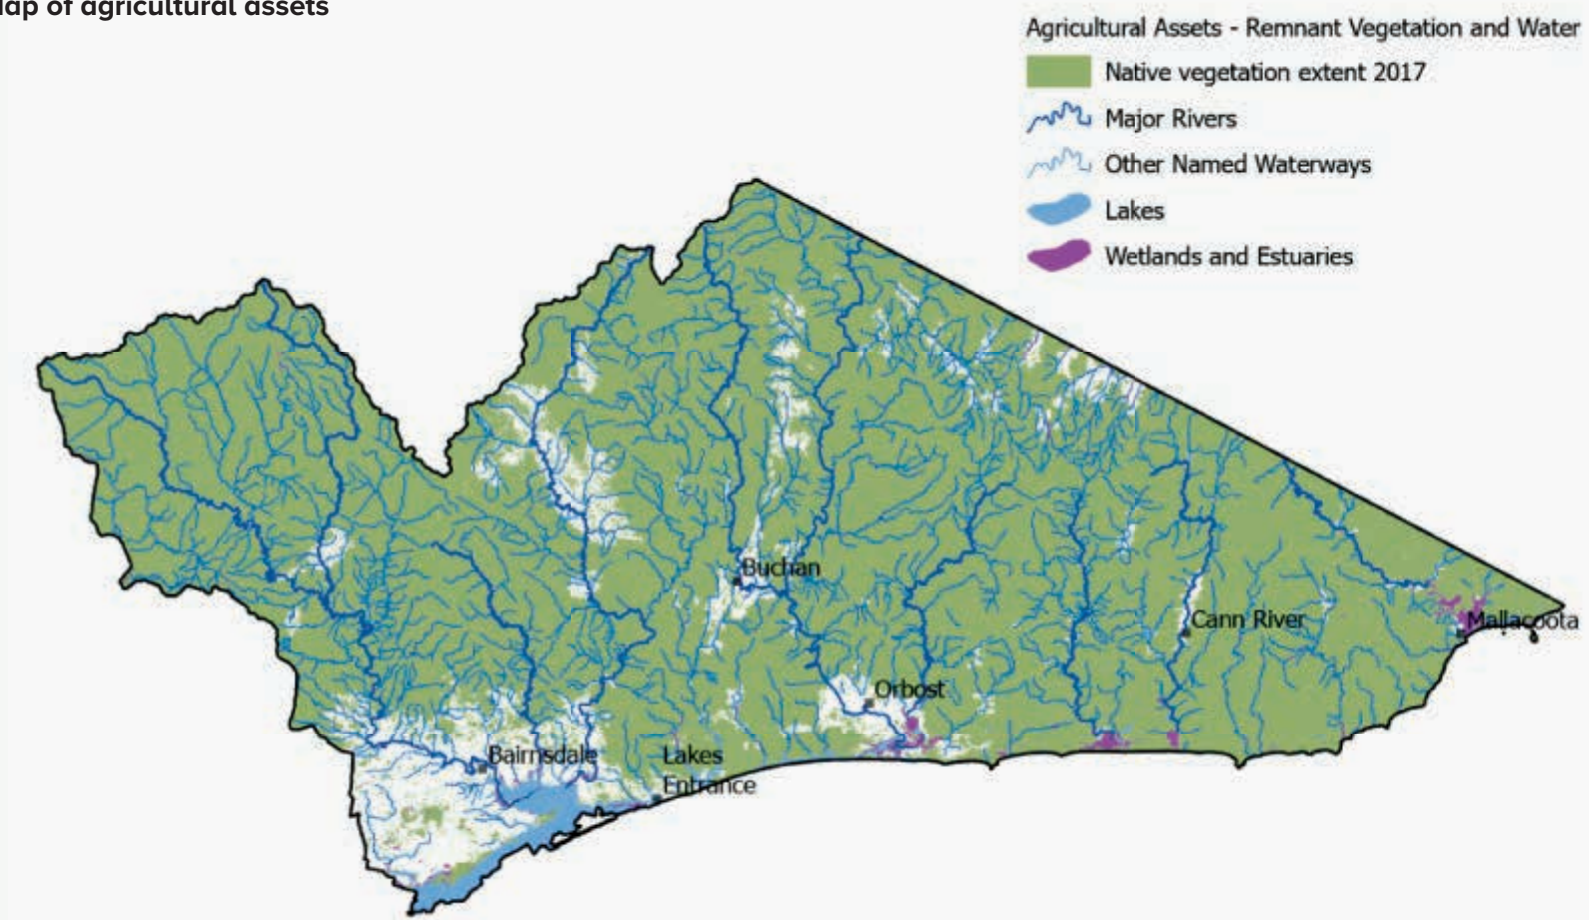 ap of agricultural assets
Agricultural Assets - Remnant Vegetation and Water
Native vegetation extent 2017
Major Rivers
Other Named Waterways
Lakes
Wetlands and Estuaries
Buchan
Cann River
Mallacoota
Orbost
Bairnsdale
Lakes
Entrance